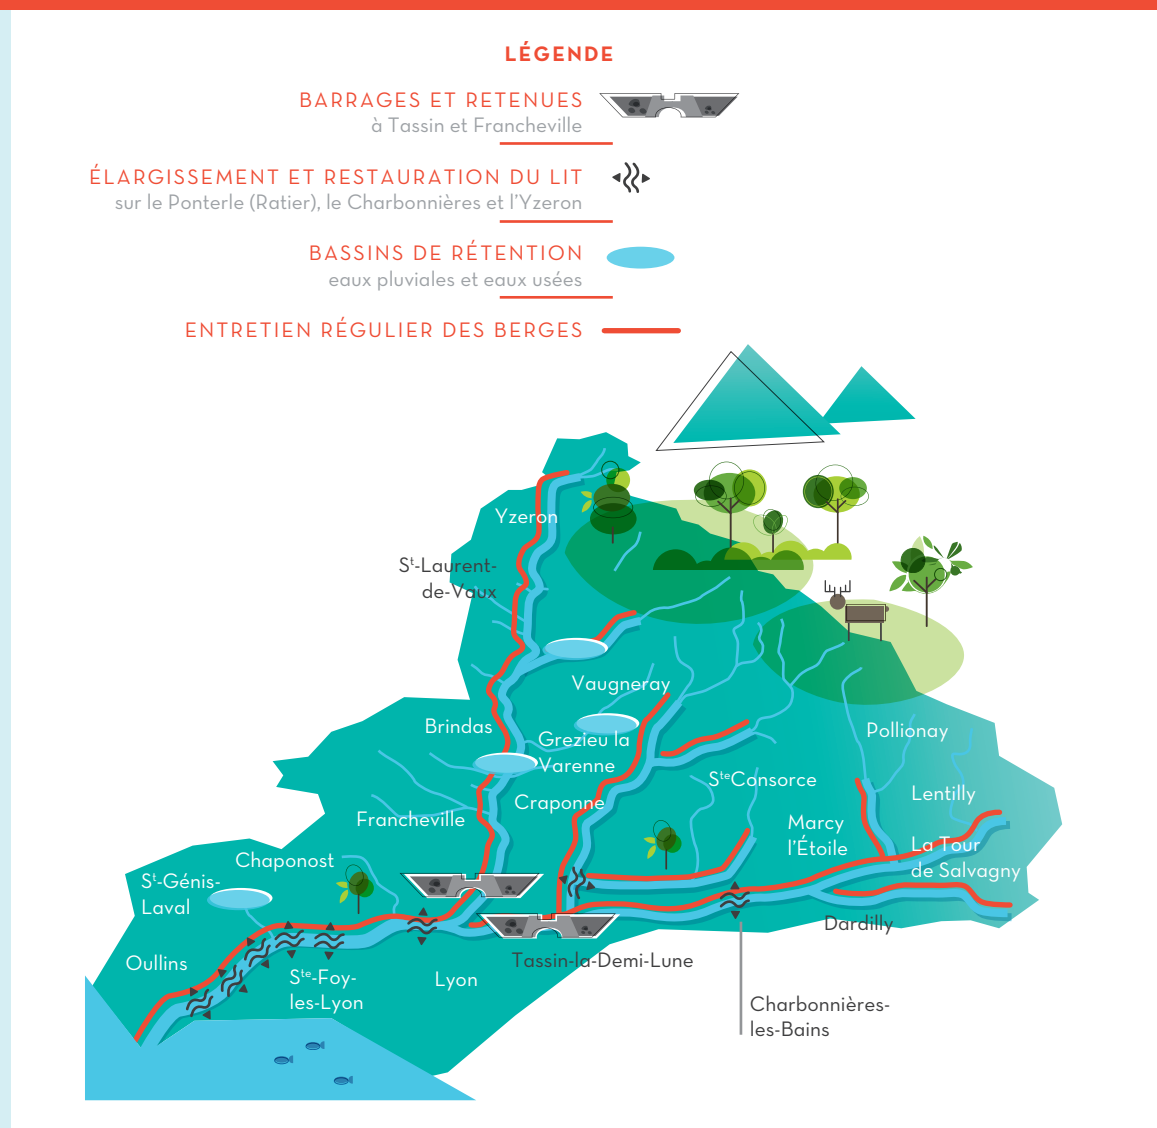 LÉGENDE
BARRAGES ET RETENUES
à Tassin et Francheville
ÉLARGISSEMENT ET RESTAURATION DU LIT
sur le Ponterle (Ratier), le Charbonnières et l'Yzeron
BASSINS DE RÉTENTION
eaux pluviales et eaux usées
ENTRETIEN RÉGULIER DES BERGES
Yzeron
St-Laurent-
de-Vaux
Vaugneray
Brindas
Grezieu la
Varenne
Pollionay
SteConsorce
Lentilly
Craponne
Francheville
Marcy
l'Étoile
La Tour
de Salvagny
Chaponost
St-Génis-
Laval
Dardilly
Oullins
Ste-Foy-
les-Lyon
Lyon
Tassin-la-Demi-Lune
Charbonnières-
les-Bains